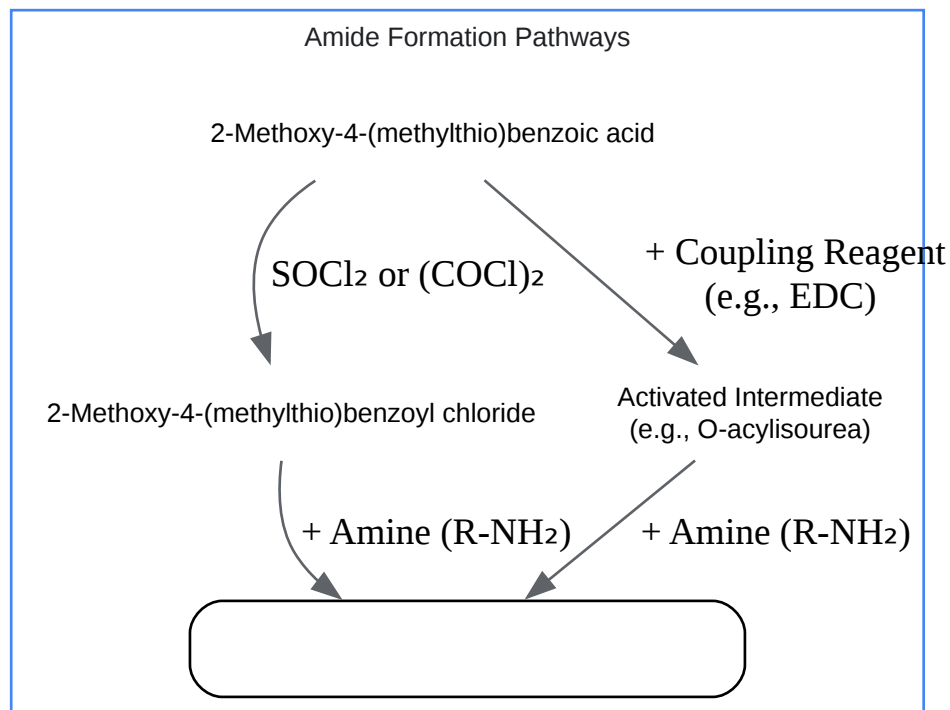 Amide Formation Pathways
2-Methoxy-4-(methylthio)benzoic acid
SOCl₂ or (COCl)₂
+ Coupling Reagent
(e.g., EDC)
2-Methoxy-4-(methylthio)benzoyl chloride
Activated Intermediate
(e.g., O-acylisourea)
+ Amine (R-NH₂)
+ Amine (R-NH₂)